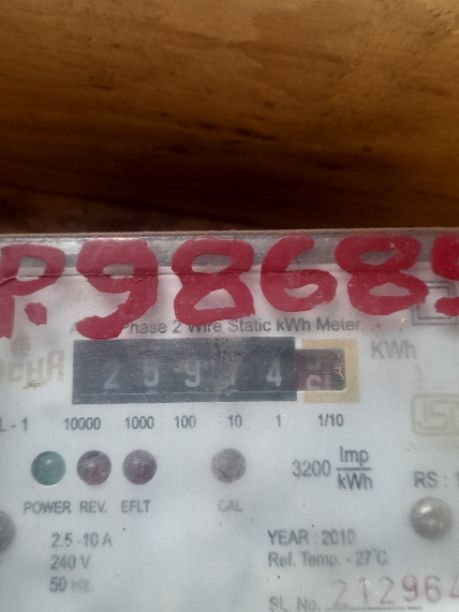 P.98685
Phase 2 Wire Static kWh Meter
KWh
2 5 9 7 4
L - 1 10000 1000 100 10 1 1/10
3200 Imp/kWh
RS :
POWER REV. EFLT CAL
2.5 -10 A
240 V
50 Hz
YEAR : 2010
Ref. Temp. - 27°C
SL. No. 212964